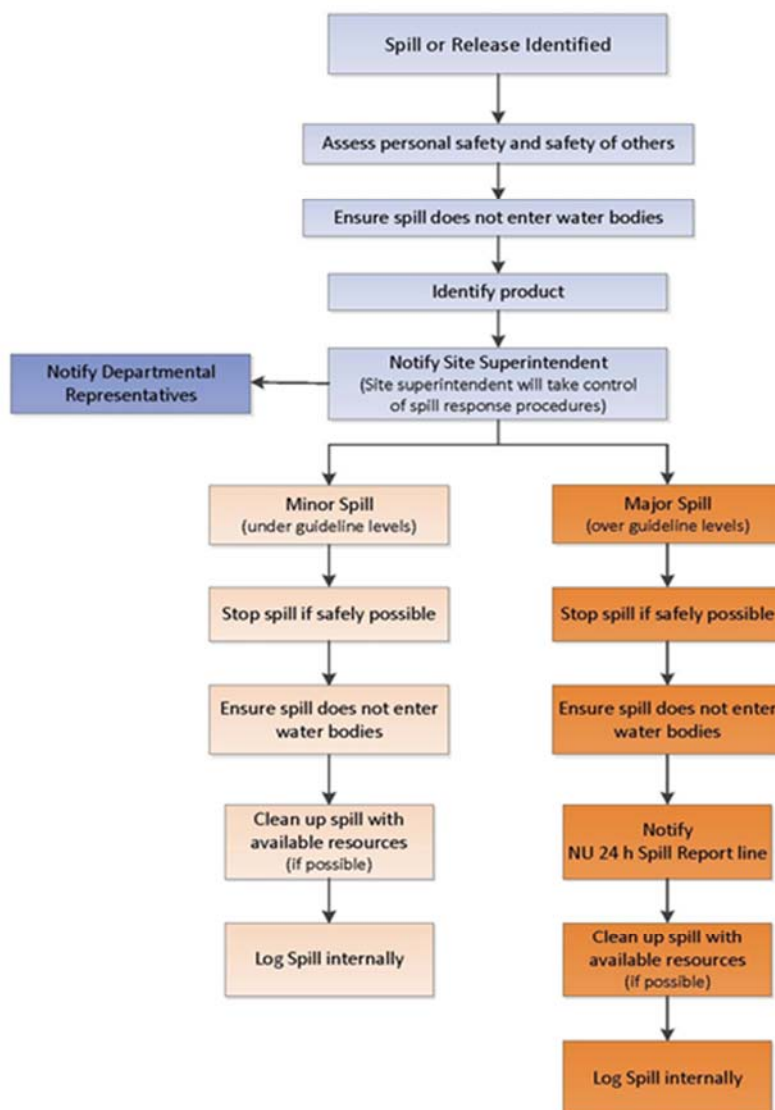 Spill or Release Identified
Assess personal safety and safety of others
Ensure spill does not enter water bodies
Identify product
Notify Departmental
Representatives
Notify Site Superintendent
(Site superintendent will take control
of spill response procedures)
Minor Spill
(under guideline levels)
Stop spill if safely possible
Ensure spill does not enter
water bodies
Clean up spill with
available resources
(if possible)
Log Spill internally
Major Spill
(over guideline levels)
Stop spill if safely possible
Ensure spill does not enter
water bodies
Notify
NU 24 h Spill Report line
Clean up spill with
available resources
(if possible)
Log Spill internally